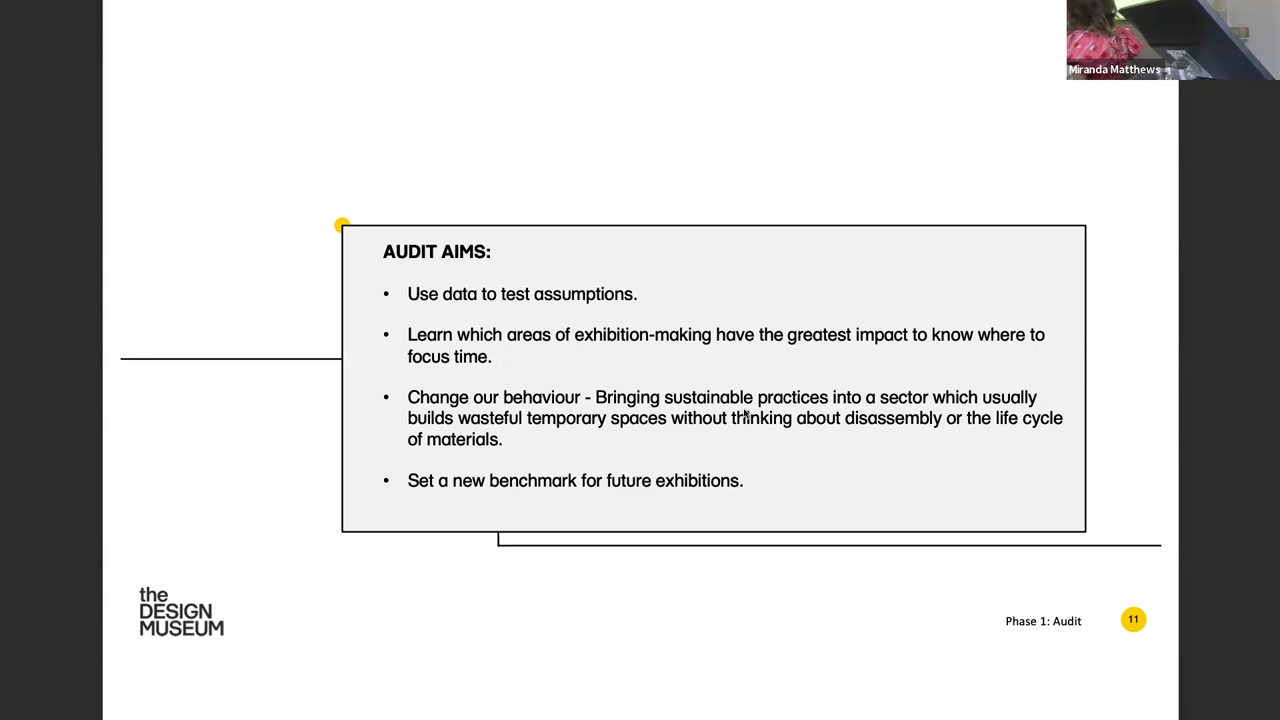 Miranda Matthews
AUDIT AIMS:
• Use data to test assumptions.
• Learn which areas of exhibition-making have the greatest impact to know where to
focus time.
• Change our behaviour - Bringing sustainable practices into a sector which usually
builds wasteful temporary spaces without thinking about disassembly or the life cycle
of materials.
• Set a new benchmark for future exhibitions.
the
DESIGN
MUSEUM
Phase 1: Audit
11